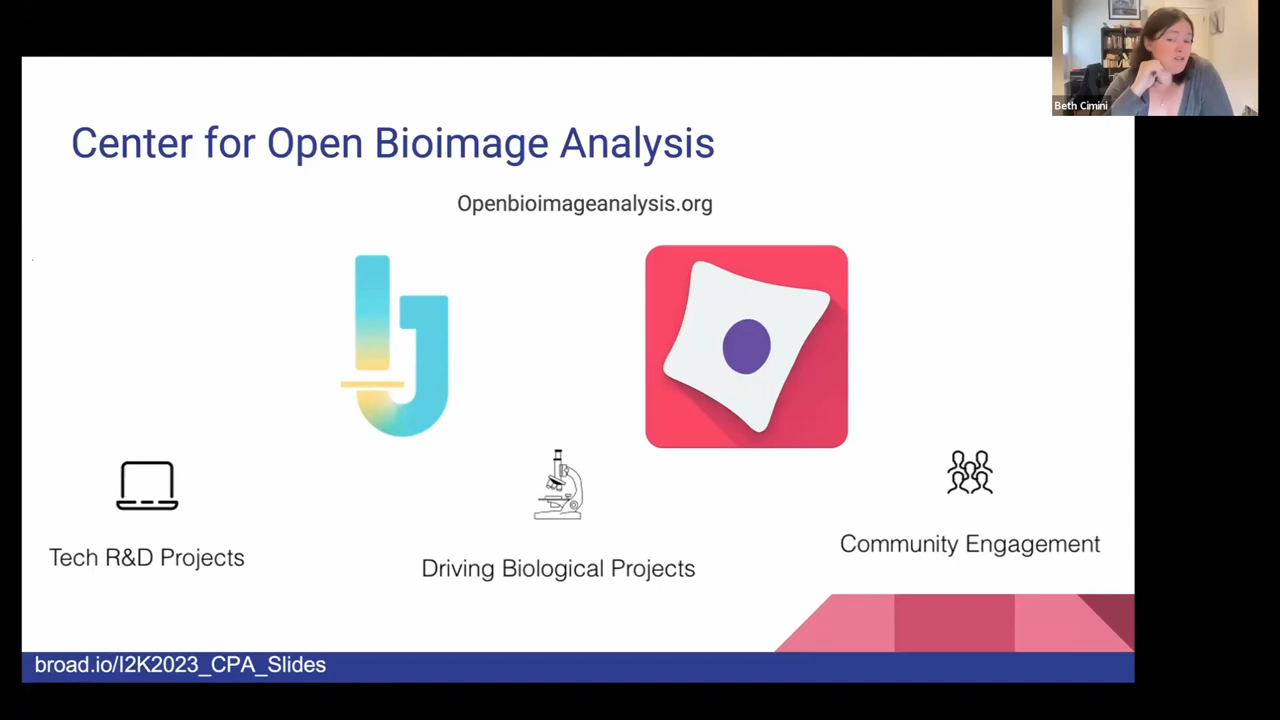 Beth Cimini
Center for Open Bioimage Analysis
Openbioimageanalysis.org
Tech R&D Projects
Driving Biological Projects
Community Engagement
broad.io/I2K2023_CPA_Slides